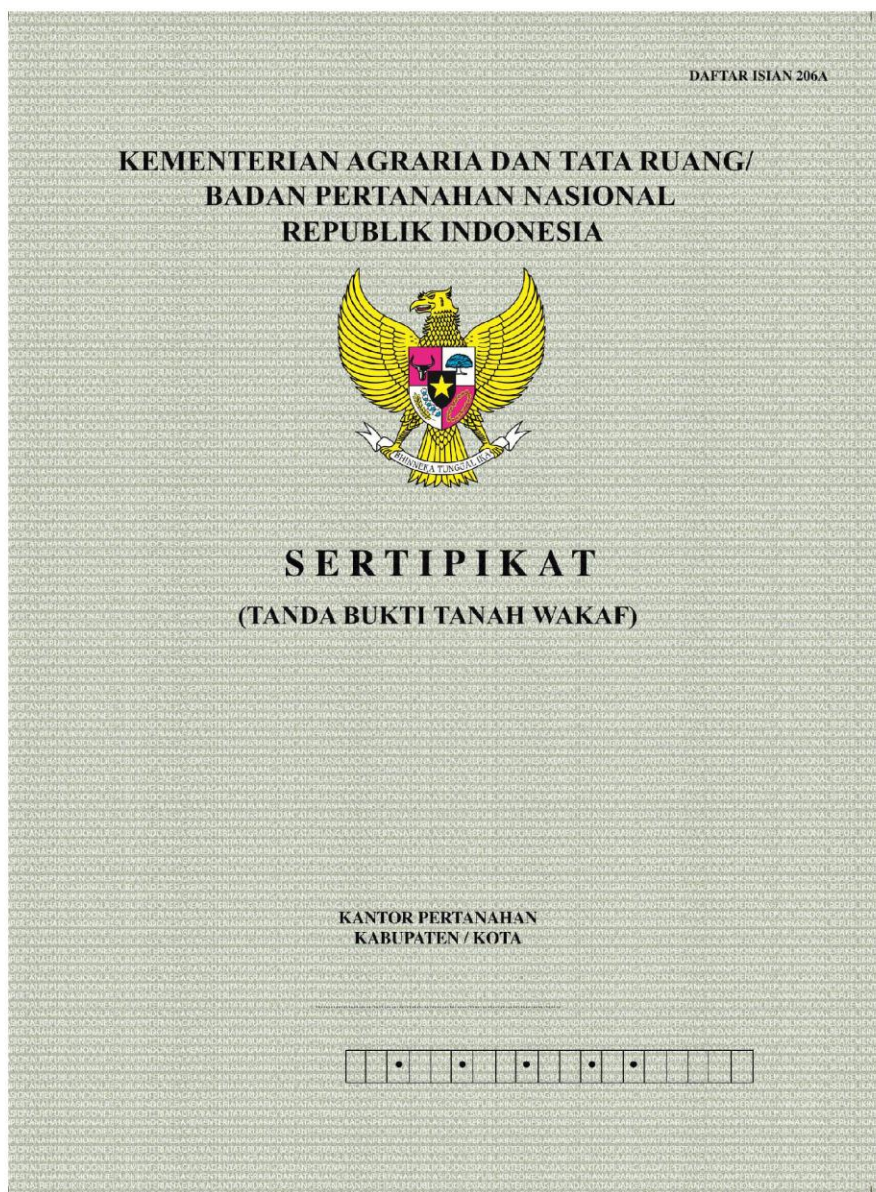 DAFTAR ISIAN 206A
KEMENTERIAN AGRARIA DAN TATA RUANG/
BADAN PERTANAHAN NASIONAL
REPUBLIK INDONESIA
BHINNEKA TUNGGAL IKA
SERTIPIKAT
(TANDA BUKTI TANAH WAKAF)
KANTOR PERTANAHAN
KABUPATEN / KOTA